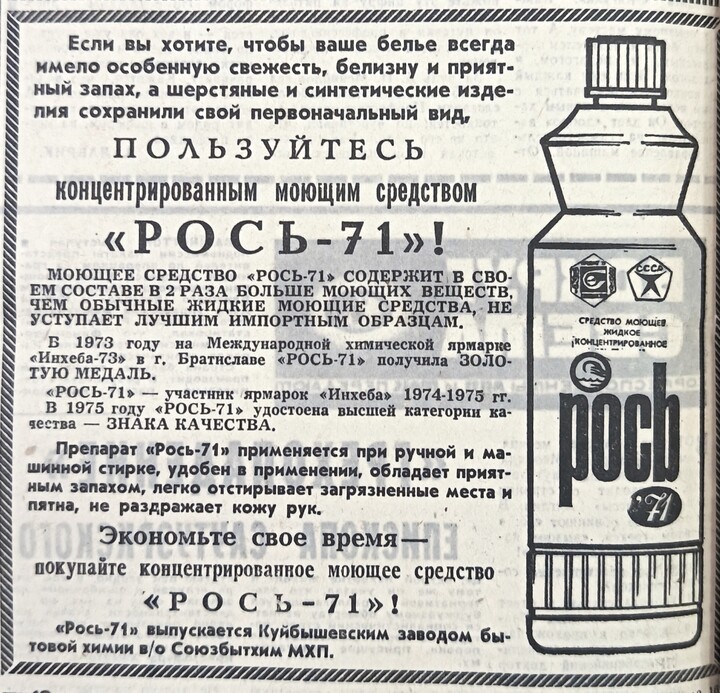 Если вы хотите, чтобы ваше белье всегда
имело особенную свежесть, белизну и прият-
ный запах, а шерстяные и синтетические изде-
лия сохранили свой первоначальный вид,
ПОЛЬЗУЙТЕСЬ
концентрированным моющим средством
«РОСЬ-71»!
МОЮЩЕЕ СРЕДСТВО «РОСЬ-71» СОДЕРЖИТ В СВО-
ЕМ СОСТАВЕ В 2 РАЗА БОЛЬШЕ МОЮЩИХ ВЕЩЕСТВ,
ЧЕМ ОБЫЧНЫЕ ЖИДКИЕ МОЮЩИЕ СРЕДСТВА, НЕ
УСТУПАЕТ ЛУЧШИМ ИМПОРТНЫМ ОБРАЗЦАМ.
В 1973 году на Международной химической ярмарке
«Инхеба-73» в г. Братиславе «РОСЬ-71» получила ЗОЛО-
ТУЮ МЕДАЛЬ.
«РОСЬ-71» — участник ярмарок «Инхеба» 1974-1975 гг.
В 1975 году «РОСЬ-71» удостоена высшей категории ка-
чества — ЗНАКА КАЧЕСТВА.
Препарат «Рось-71» применяется при ручной и ма-
шинной стирке, удобен в применении, обладает прият-
ным запахом, легко отстирывает загрязненные места и
пятна, не раздражает кожу рук.
Экономьте свое время —
покупайте концентрированное моющее средство
«РОСЬ-71»!
«Рось-71» выпускается Куйбышевским заводом бы-
товой химии в/о Союзбытхим МХП.
СССР
СРЕДСТВО МОЮЩЕЕ
ЖИДКОЕ
КОНЦЕНТРИРОВАННОЕ
рось
71